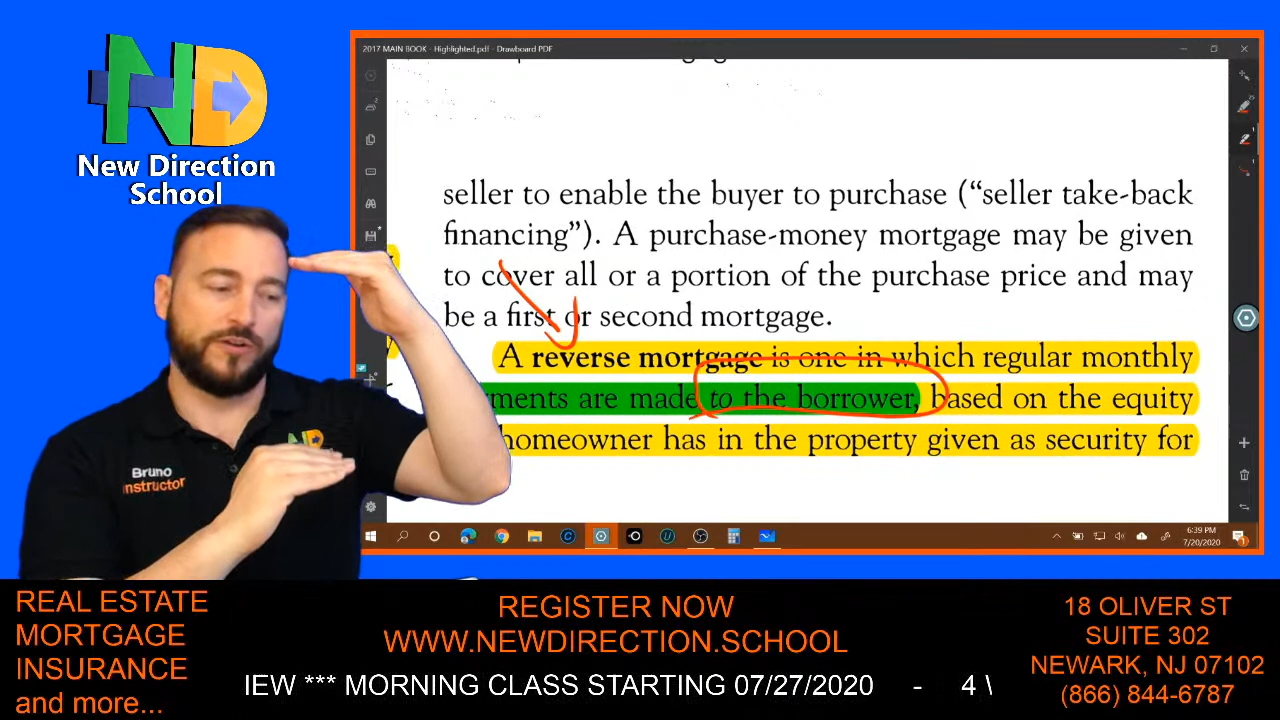 ND
New Direction
School
2017 MAIN BOOK - Highlighted.pdf - Drawboard PDF
seller to enable the buyer to purchase (“seller take-back
financing”). A purchase-money mortgage may be given
to cover all or a portion of the purchase price and may
be a first or second mortgage.
A reverse mortgage is one in which regular monthly
ments are made to the borrower, based on the equity
homeowner has in the property given as security for
Bruno
Instructor
6:39 PM
7/20/2020
REAL ESTATE
MORTGAGE
INSURANCE
and more...
REGISTER NOW
WWW.NEWDIRECTION.SCHOOL
IEW *** MORNING CLASS STARTING 07/27/2020 - 4 \
18 OLIVER ST
SUITE 302
NEWARK, NJ 07102
(866) 844-6787